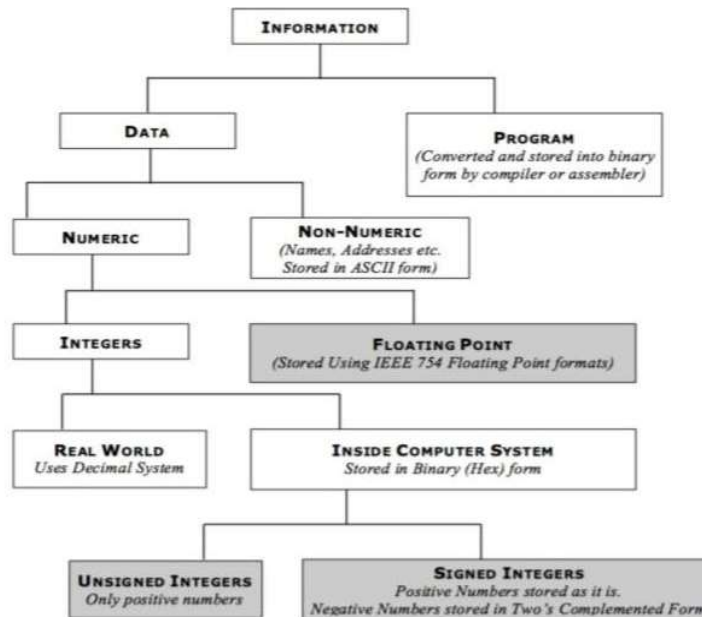 INFORMATION
DATA
PROGRAM
(Converted and stored into binary
form by compiler or assembler)
NUMERIC
NON-NUMERIC
(Names, Addresses etc.
Stored in ASCII form)
INTEGERS
FLOATING POINT
(Stored Using IEEE 754 Floating Point formats)
REAL WORLD
Uses Decimal System
INSIDE COMPUTER SYSTEM
Stored in Binary (Hex) form
UNSIGNED INTEGERS
Only positive numbers
SIGNED INTEGERS
Positive Numbers stored as it is.
Negative Numbers stored in Two's Complemented Form